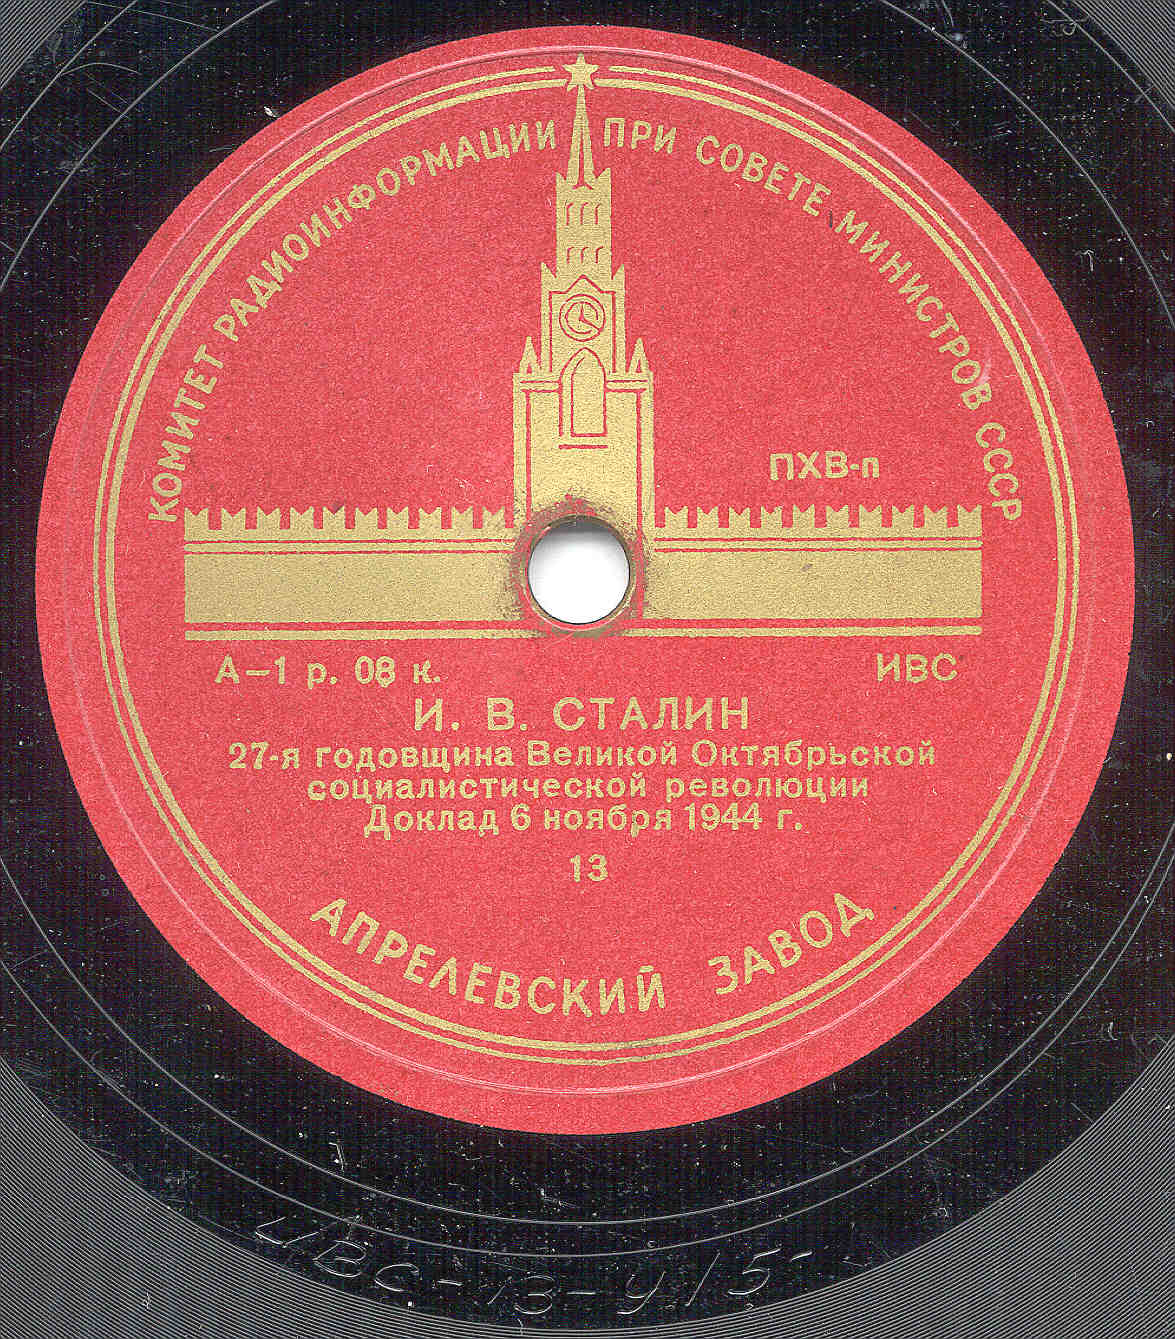 КОМИТЕТ РАДИОИНФОРМАЦИИ ПРИ СОВЕТЕ МИНИСТРОВ СССР
ПХВ-п
А–1 р. 08 к.
ИВС
И. В. СТАЛИН
27-я годовщина Великой Октябрьской
социалистической революции
Доклад 6 ноября 1944 г.
13
АПРЕЛЕВСКИЙ ЗАВОД
ИВС-13-У15-